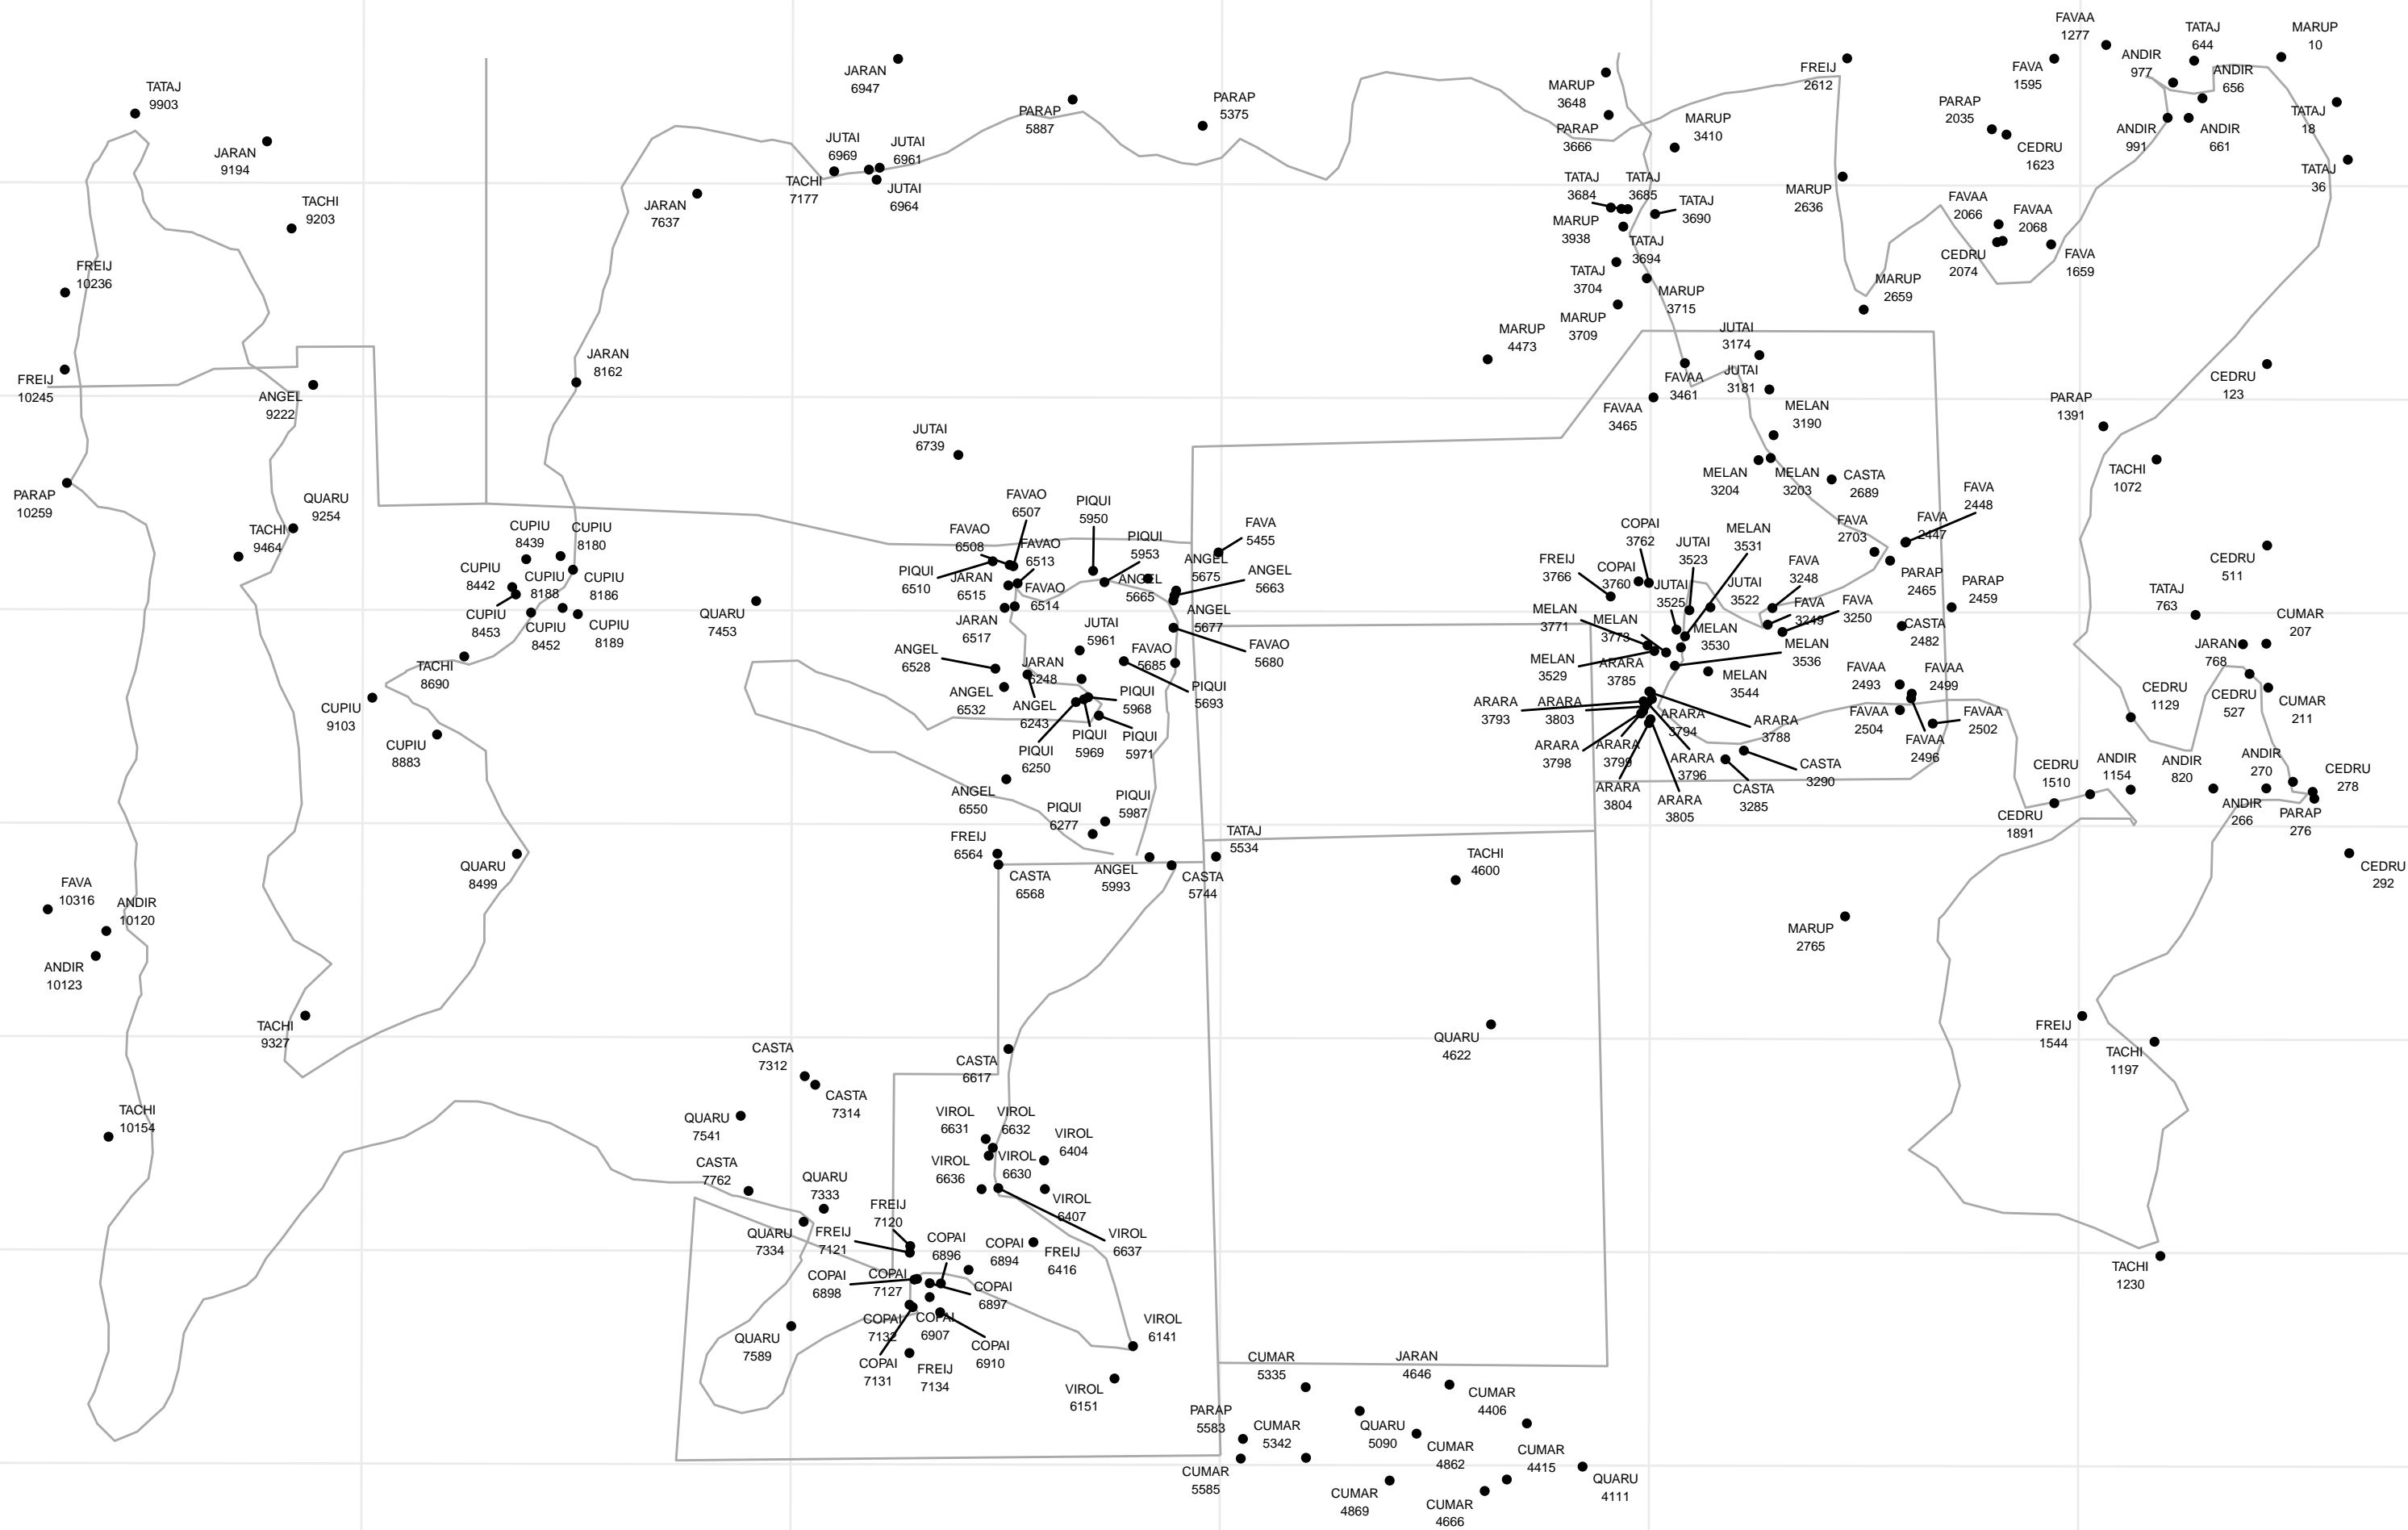 FAVAA
1277
TATAJ
644
MARUP
10
ANDIR
977
FAVA
1595
FREIJ
2612
JARAN
6947
ANDIR
656
MARUP
3648
TATAJ
9903
PARAP
5887
PARAP
5375
PARAP
2035
TATAJ
18
MARUP
3410
PARAP
3666
ANDIR
991
ANDIR
661
CEDRU
1623
JUTAI
6969
JUTAI
6961
JARAN
9194
TATAJ
36
TACHI
7177
JUTAI
6964
TATAJ
3684
TATAJ
3685
MARUP
2636
TATAJ
3690
JARAN
7637
TACHI
9203
FAVAA
2066
FAVAA
2068
MARUP
3938
TATAJ
3694
CEDRU
2074
FAVA
1659
FREIJ
10236
TATAJ
3704
MARUP
3715
MARUP
2659
MARUP
3709
MARUP
4473
JUTAI
3174
JARAN
8162
FREIJ
10245
ANGEL
9222
FAVAA
3461
JUTAI
3181
CEDRU
123
FAVAA
3465
MELAN
3190
PARAP
1391
JUTAI
6739
MELAN
3204
MELAN
3203
CASTA
2689
TACHI
1072
PARAP
10259
QUARU
9254
FAVAO
6507
PIQUI
5950
FAVA
2448
TACHI
9464
CUPIU
8439
CUPIU
8180
FAVAO
6508
FAVAO
6513
PIQUI
5953
FAVA
5455
COPAI
3762
JUTAI
3523
MELAN
3531
FAVA
2703
FAVA
2447
CUPIU
8442
CUPIU
8188
CUPIU
8186
PIQUI
6510
JARAN
6515
FAVAO
6514
ANGEL
5665
ANGEL
5675
ANGEL
5663
FREIJ
3766
COPAI
3760
JUTAI
3525
JUTAI
3522
FAVA
3248
PARAP
2465
PARAP
2459
CEDRU
511
CUPIU
8453
CUPIU
8452
CUPIU
8189
QUARU
7453
JARAN
6517
JUTAI
5961
ANGEL
5677
MELAN
3771
MELAN
3773
MELAN
3530
FAVA
3249
FAVA
3250
CASTA
2482
TATAJ
763
CUMAR
207
TACHI
8690
ANGEL
6528
JARAN
6248
FAVAO
5685
FAVAO
5680
MELAN
3529
ARARA
3785
MELAN
3536
JARAN
768
CUPIU
9103
ANGEL
6532
ANGEL
6243
PIQUI
5968
PIQUI
5693
MELAN
3544
FAVAA
2493
FAVAA
2499
CEDRU
1129
CEDRU
527
CUMAR
211
ARARA
3793
ARARA
3803
ARARA
3794
ARARA
3788
FAVAA
2504
FAVAA
2502
CUPIU
8883
PIQUI
6250
PIQUI
5969
PIQUI
5971
ARARA
3798
ARARA
3799
ARARA
3796
CASTA
3290
FAVAA
2496
CEDRU
1510
ANDIR
1154
ANDIR
820
ANDIR
270
CEDRU
278
ANGEL
6550
PIQUI
6277
PIQUI
5987
ARARA
3804
ARARA
3805
CASTA
3285
CEDRU
1891
ANDIR
266
PARAP
276
QUARU
8499
FREIJ
6564
CASTA
6568
ANGEL
5993
CASTA
5744
TATAJ
5534
TACHI
4600
CEDRU
292
FAVA
10316
ANDIR
10120
MARUP
2765
ANDIR
10123
TACHI
9327
QUARU
4622
FREIJ
1544
TACHI
1197
CASTA
7312
CASTA
6617
CASTA
7314
TACHI
10154
QUARU
7541
VIROL
6631
VIROL
6632
VIROL
6404
CASTA
7762
VIROL
6636
VIROL
6630
QUARU
7333
VIROL
6407
FREIJ
7120
QUARU
7334
FREIJ
7121
COPAI
6896
COPAI
6894
FREIJ
6416
VIROL
6637
TACHI
1230
COPAI
6898
COPAI
7127
COPAI
6897
QUARU
7589
COPAI
7132
COPAI
6907
VIROL
6141
COPAI
7131
FREIJ
7134
COPAI
6910
VIROL
6151
CUMAR
5335
JARAN
4646
CUMAR
4406
PARAP
5583
CUMAR
5342
QUARU
5090
CUMAR
4862
CUMAR
4415
CUMAR
5585
CUMAR
4869
CUMAR
4666
QUARU
4111